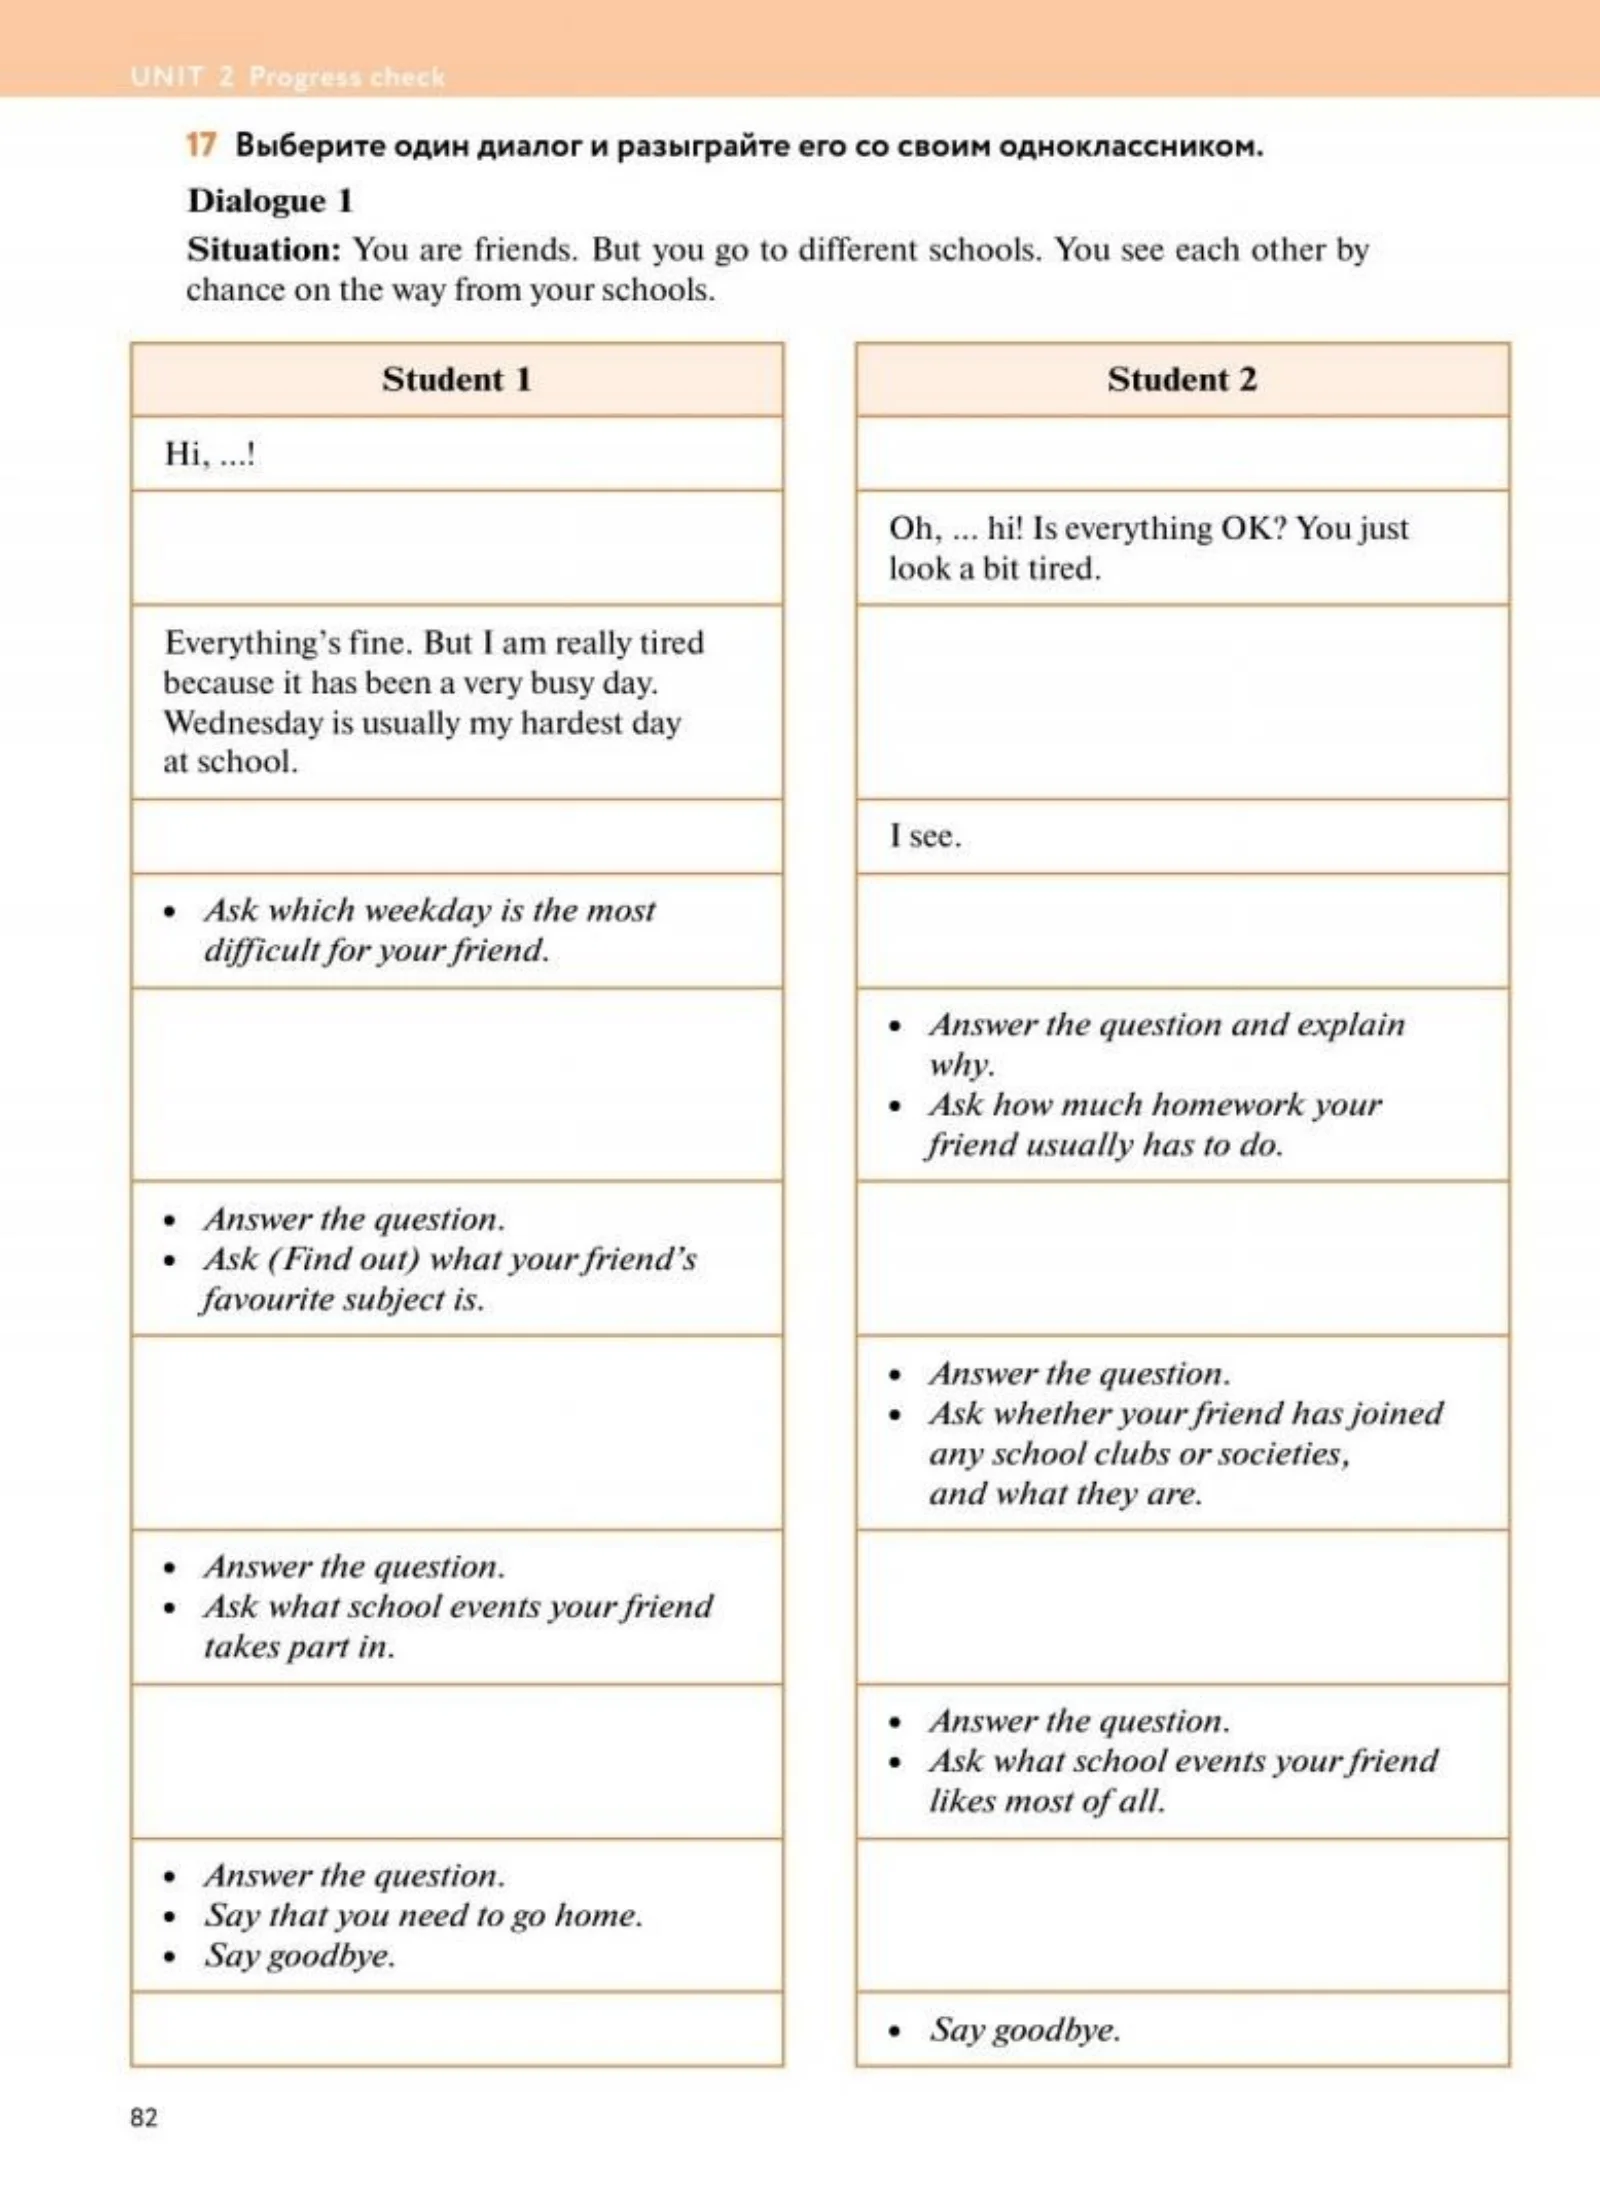 UNIT 2 Progress check
17 Выберите один диалог и разыграйте его со своим одноклассником.
Dialogue 1
Situation: You are friends. But you go to different schools. You see each other by
chance on the way from your schools.
Student 1
Student 2
Hi, ...!
Oh, ... hi! Is everything OK? You just
look a bit tired.
Everything’s fine. But I am really tired
because it has been a very busy day.
Wednesday is usually my hardest day
at school.
I see.
• Ask which weekday is the most
difficult for your friend.
• Answer the question and explain
why.
• Ask how much homework your
friend usually has to do.
• Answer the question.
• Ask (Find out) what your friend’s
favourite subject is.
• Answer the question.
• Ask whether your friend has joined
any school clubs or societies,
and what they are.
• Answer the question.
• Ask what school events your friend
takes part in.
• Answer the question.
• Ask what school events your friend
likes most of all.
• Answer the question.
• Say that you need to go home.
• Say goodbye.
• Say goodbye.
82